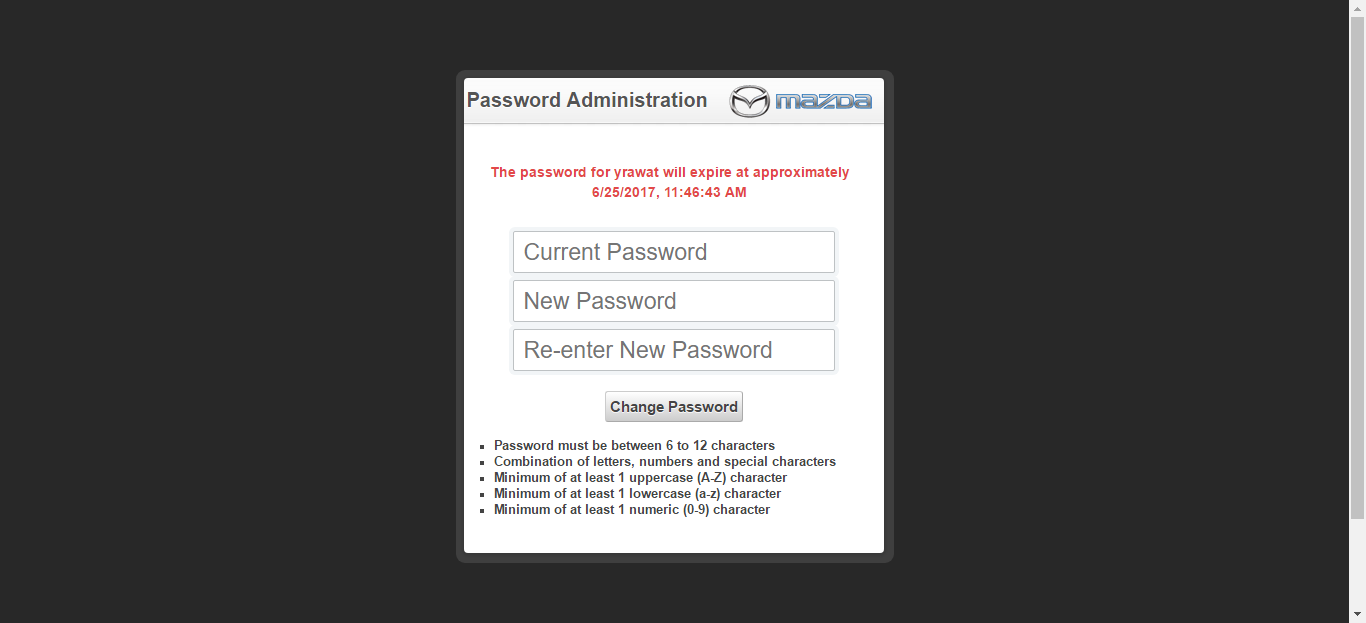 Password Administration mazda
The password for yrawat will expire at approximately
6/25/2017, 11:46:43 AM
Current Password
New Password
Re-enter New Password
Change Password
Password must be between 6 to 12 characters
Combination of letters, numbers and special characters
Minimum of at least 1 uppercase (A-Z) character
Minimum of at least 1 lowercase (a-z) character
Minimum of at least 1 numeric (0-9) character